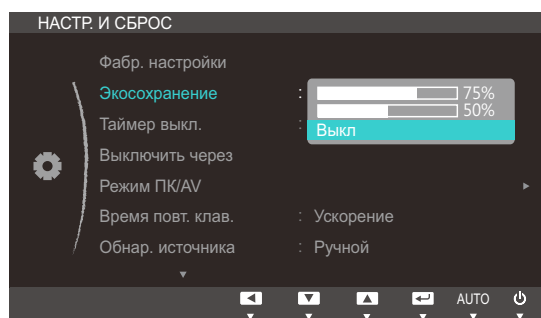 НАСТР. И СБРОС
Фабр. настройки
Экосохранение : 75%
50%
Таймер выкл. : Выкл
Выключить через
Режим ПК/AV
Время повт. клав. : Ускорение
Обнар. источника : Ручной
AUTO